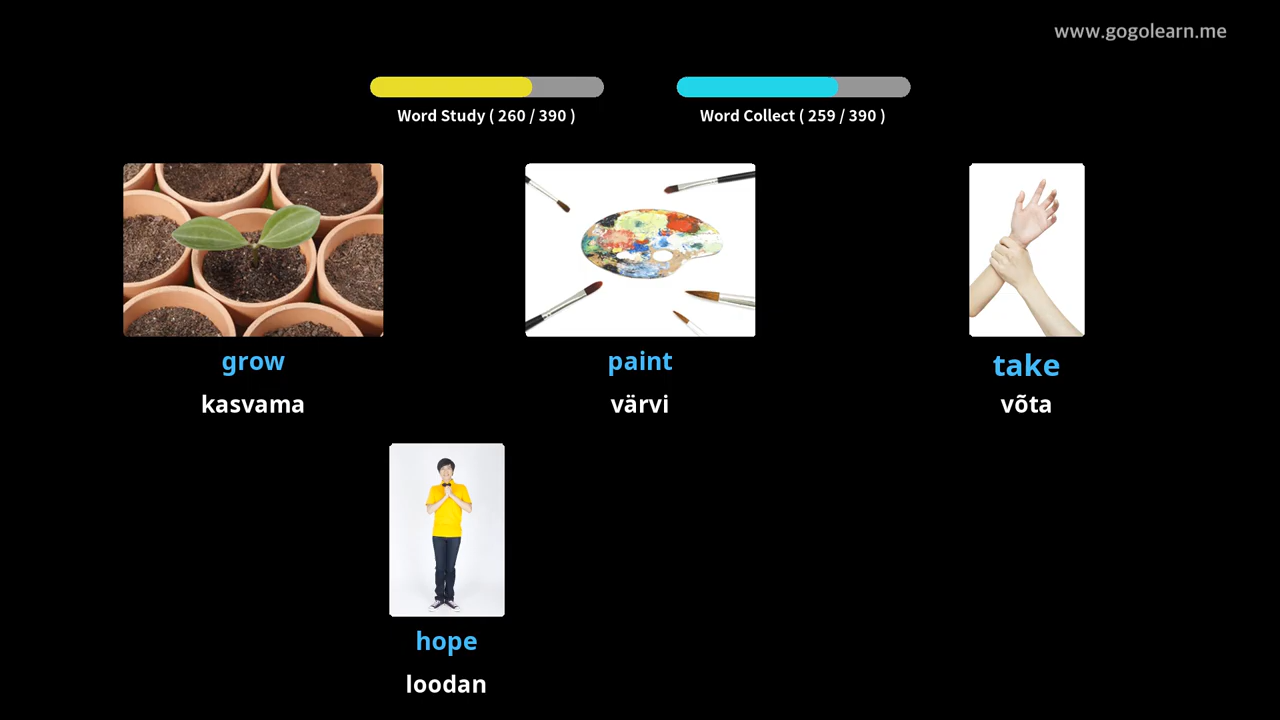 www.gogolearn.me
Word Study ( 260 / 390 )
Word Collect ( 259 / 390 )
grow
kasvama
paint
värvi
take
võta
hope
loodan